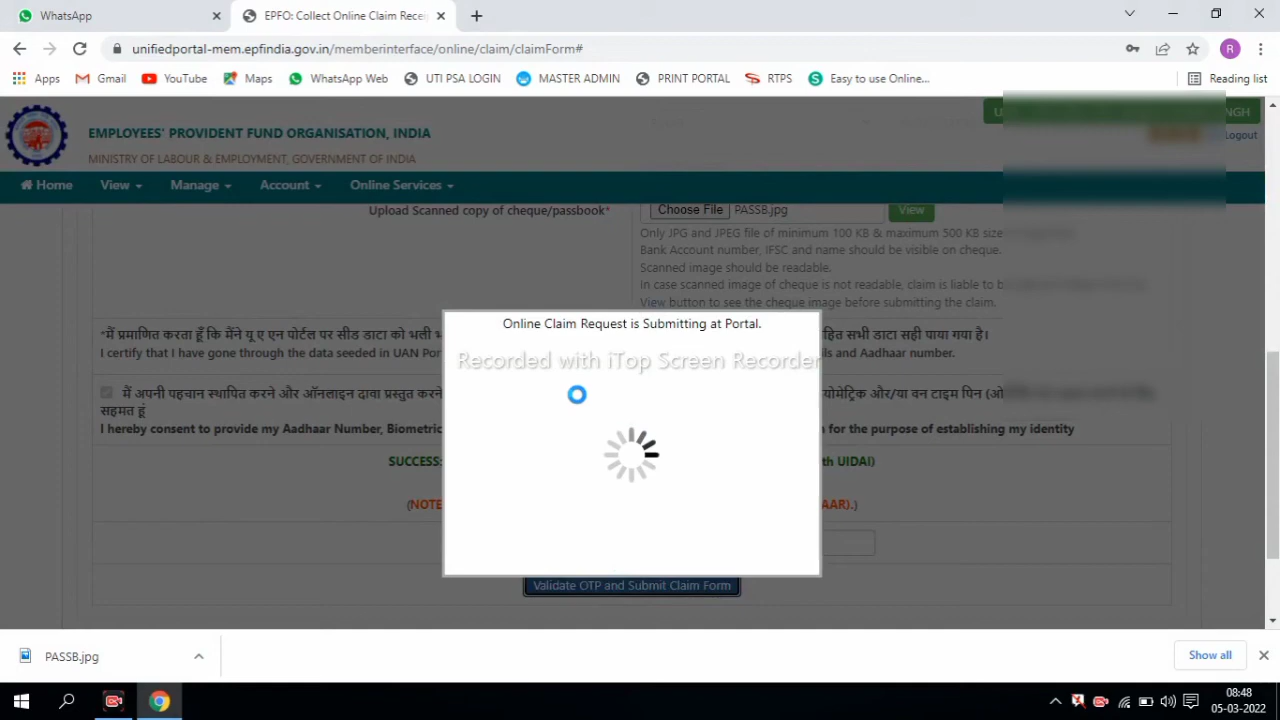 WhatsApp
EPFO: Collect Online Claim Recei
unifiedportal-mem.epfindia.gov.in/memberinterface/online/claim/claimForm#
R
Apps Gmail YouTube Maps WhatsApp Web UTI PSA LOGIN MASTER ADMIN PRINT PORTAL RTPS Easy to use Online... Reading list
EMPLOYEES' PROVIDENT FUND ORGANISATION, INDIA
MINISTRY OF LABOUR & EMPLOYMENT, GOVERNMENT OF INDIA
Logout
Home View Manage Account Online Services
Upload Scanned copy of cheque/passbook* Choose File PASSB.jpg View
Only JPG and JPEG file of minimum 100 KB & maximum 500 KB size
Bank Account number, IFSC and name should be visible on cheque.
Scanned image should be readable.
In case scanned image of cheque is not readable, claim is liable to
View button to see the cheque image before submitting the claim.
Online Claim Request is Submitting at Portal.
*में प्रमाणित करता हूँ कि मैंने यू ए एन पोर्टल पर सीड डाटा को भली सभी डाटा सही पाया गया है।
I certify that I have gone through the data seeded in UAN and Aadhaar number.
Recorded with iTop Screen Recorder
मैं अपनी पहचान स्थापित करने और ऑनलाइन दावा प्रस्तुत करने और/या वन टाइम पिन
सहमत हूं
I hereby consent to provide my Aadhaar Number, Biometric for the purpose of establishing my identity
SUCCESS: UIDAI)
(NOTE
Validate OTP and Submit Claim Form
PASSB.jpg Show all
08:48
05-03-2022